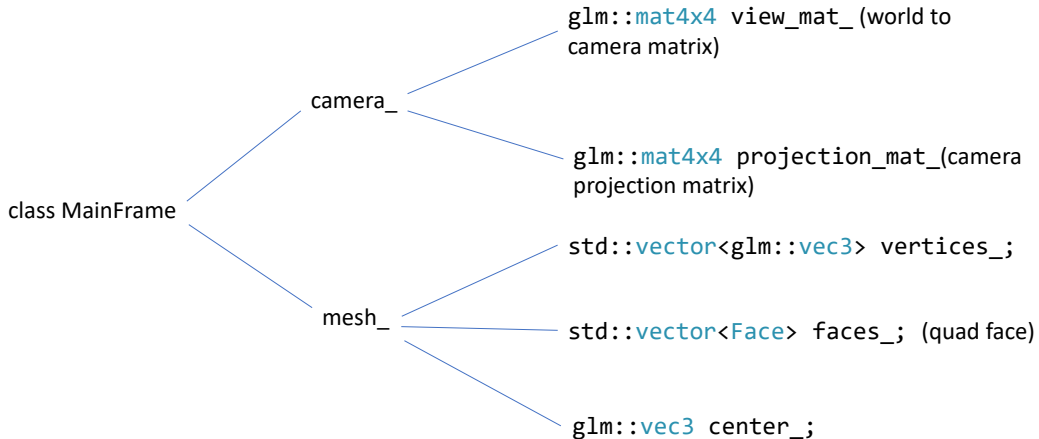 glm::mat4x4 view_mat_ (world to
camera matrix)
camera_
glm::mat4x4 projection_mat_(camera
projection matrix)
class MainFrame
std::vector<glm::vec3> vertices_;
mesh_
std::vector<Face> faces_; (quad face)
glm::vec3 center_;